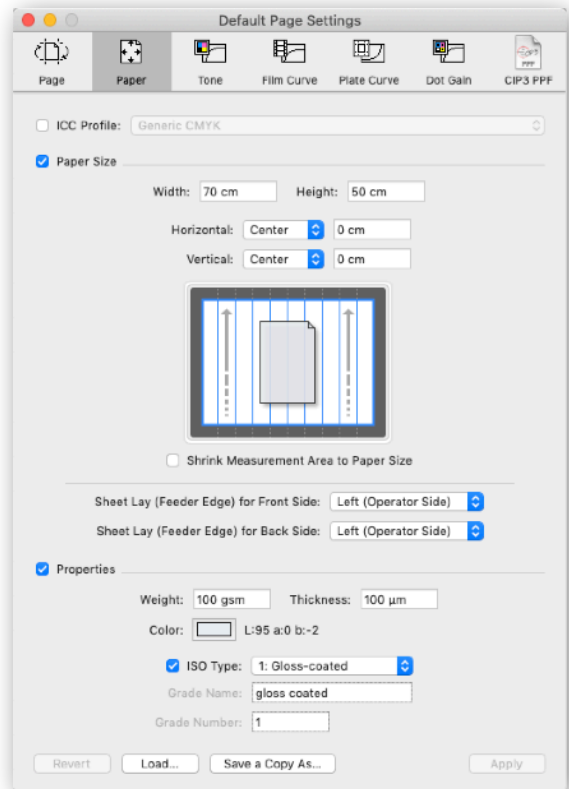 Default Page Settings
Page Paper Tone Film Curve Plate Curve Dot Gain CIP3 PPF
ICC Profile: Generic CMYK
Paper Size
Width: 70 cm Height: 50 cm
Horizontal: Center 0 cm
Vertical: Center 0 cm
Shrink Measurement Area to Paper Size
Sheet Lay (Feeder Edge) for Front Side: Left (Operator Side)
Sheet Lay (Feeder Edge) for Back Side: Left (Operator Side)
Properties
Weight: 100 gsm Thickness: 100 µm
Color: L:95 a:0 b:-2
ISO Type: 1: Gloss-coated
Grade Name: gloss coated
Grade Number: 1
Revert Load... Save a Copy As... Apply